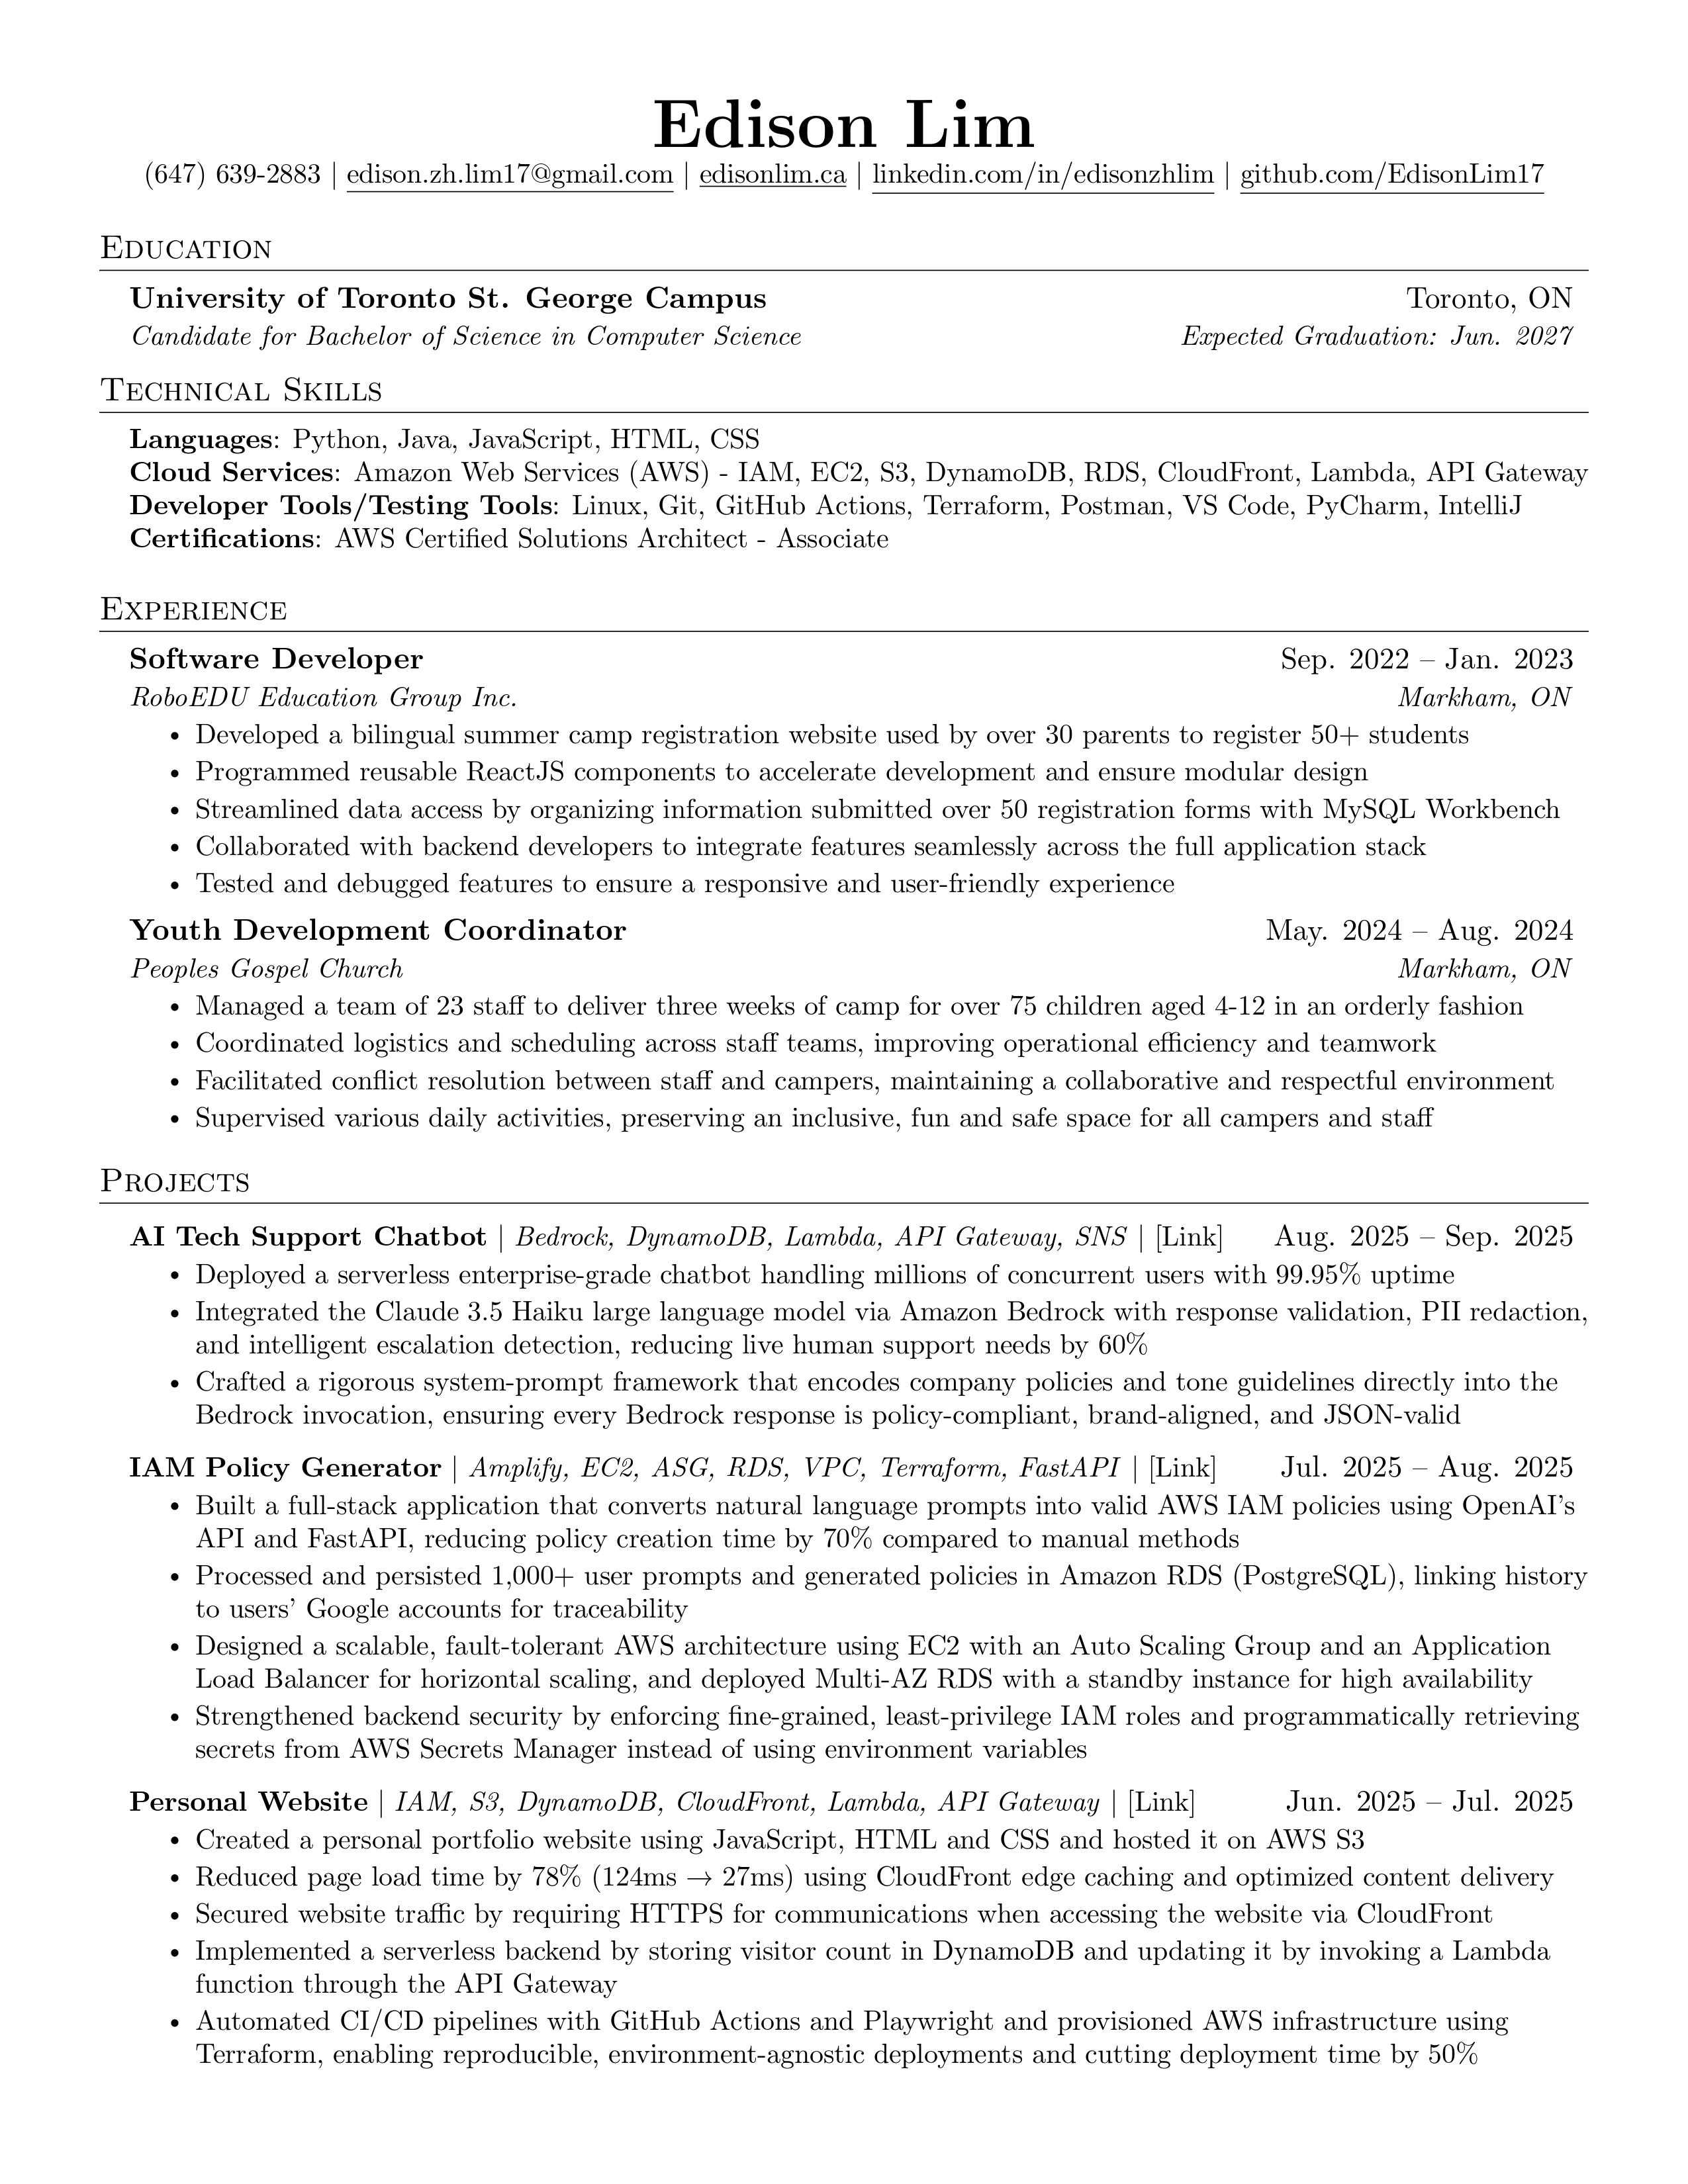 Edison Lim
(647) 639-2883 | edison.zh.lim17@gmail.com | edisonlim.ca | linkedin.com/in/edisonzhlim | github.com/EdisonLim17
Education
University of Toronto St. George Campus Toronto, ON
Candidate for Bachelor of Science in Computer Science Expected Graduation: Jun. 2027
Technical Skills
Languages: Python, Java, JavaScript, HTML, CSS
Cloud Services: Amazon Web Services (AWS) - IAM, EC2, S3, DynamoDB, RDS, CloudFront, Lambda, API Gateway
Developer Tools/Testing Tools: Linux, Git, GitHub Actions, Terraform, Postman, VS Code, PyCharm, IntelliJ
Certifications: AWS Certified Solutions Architect - Associate
Experience
Software Developer Sep. 2022 – Jan. 2023
RoboEDU Education Group Inc. Markham, ON
• Developed a bilingual summer camp registration website used by over 30 parents to register 50+ students
• Programmed reusable ReactJS components to accelerate development and ensure modular design
• Streamlined data access by organizing information submitted over 50 registration forms with MySQL Workbench
• Collaborated with backend developers to integrate features seamlessly across the full application stack
• Tested and debugged features to ensure a responsive and user-friendly experience
Youth Development Coordinator May. 2024 – Aug. 2024
Peoples Gospel Church Markham, ON
• Managed a team of 23 staff to deliver three weeks of camp for over 75 children aged 4-12 in an orderly fashion
• Coordinated logistics and scheduling across staff teams, improving operational efficiency and teamwork
• Facilitated conflict resolution between staff and campers, maintaining a collaborative and respectful environment
• Supervised various daily activities, preserving an inclusive, fun and safe space for all campers and staff
Projects
AI Tech Support Chatbot | Bedrock, DynamoDB, Lambda, API Gateway, SNS | [Link] Aug. 2025 – Sep. 2025
• Deployed a serverless enterprise-grade chatbot handling millions of concurrent users with 99.95% uptime
• Integrated the Claude 3.5 Haiku large language model via Amazon Bedrock with response validation, PII redaction,
and intelligent escalation detection, reducing live human support needs by 60%
• Crafted a rigorous system-prompt framework that encodes company policies and tone guidelines directly into the
Bedrock invocation, ensuring every Bedrock response is policy-compliant, brand-aligned, and JSON-valid
IAM Policy Generator | Amplify, EC2, ASG, RDS, VPC, Terraform, FastAPI | [Link] Jul. 2025 – Aug. 2025
• Built a full-stack application that converts natural language prompts into valid AWS IAM policies using OpenAI's
API and FastAPI, reducing policy creation time by 70% compared to manual methods
• Processed and persisted 1,000+ user prompts and generated policies in Amazon RDS (PostgreSQL), linking history
to users' Google accounts for traceability
• Designed a scalable, fault-tolerant AWS architecture using EC2 with an Auto Scaling Group and an Application
Load Balancer for horizontal scaling, and deployed Multi-AZ RDS with a standby instance for high availability
• Strengthened backend security by enforcing fine-grained, least-privilege IAM roles and programmatically retrieving
secrets from AWS Secrets Manager instead of using environment variables
Personal Website | IAM, S3, DynamoDB, CloudFront, Lambda, API Gateway | [Link] Jun. 2025 – Jul. 2025
• Created a personal portfolio website using JavaScript, HTML and CSS and hosted it on AWS S3
• Reduced page load time by 78% (124ms → 27ms) using CloudFront edge caching and optimized content delivery
• Secured website traffic by requiring HTTPS for communications when accessing the website via CloudFront
• Implemented a serverless backend by storing visitor count in DynamoDB and updating it by invoking a Lambda
function through the API Gateway
• Automated CI/CD pipelines with GitHub Actions and Playwright and provisioned AWS infrastructure using
Terraform, enabling reproducible, environment-agnostic deployments and cutting deployment time by 50%